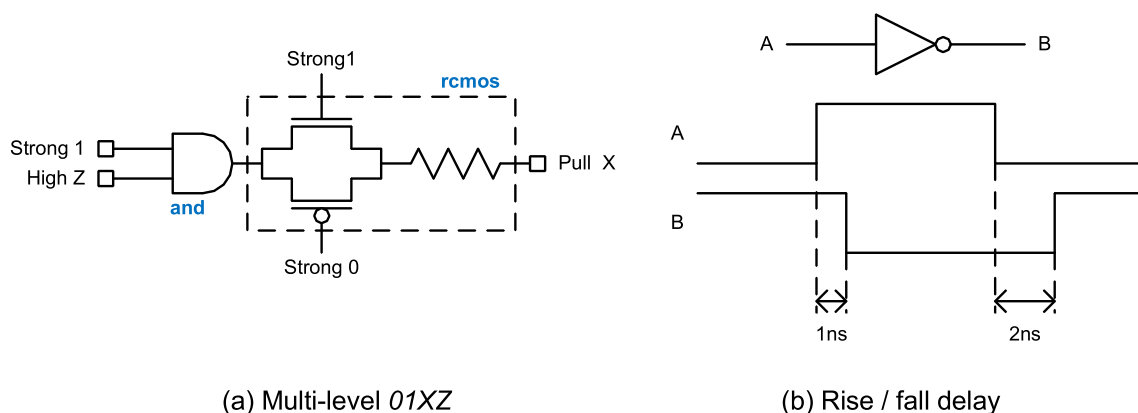 Strong1
rcmos
Strong 1
High Z
and
Pull X
Strong 0
(a) Multi-level 01XZ
A
B
A
B
1ns
2ns
(b) Rise / fall delay